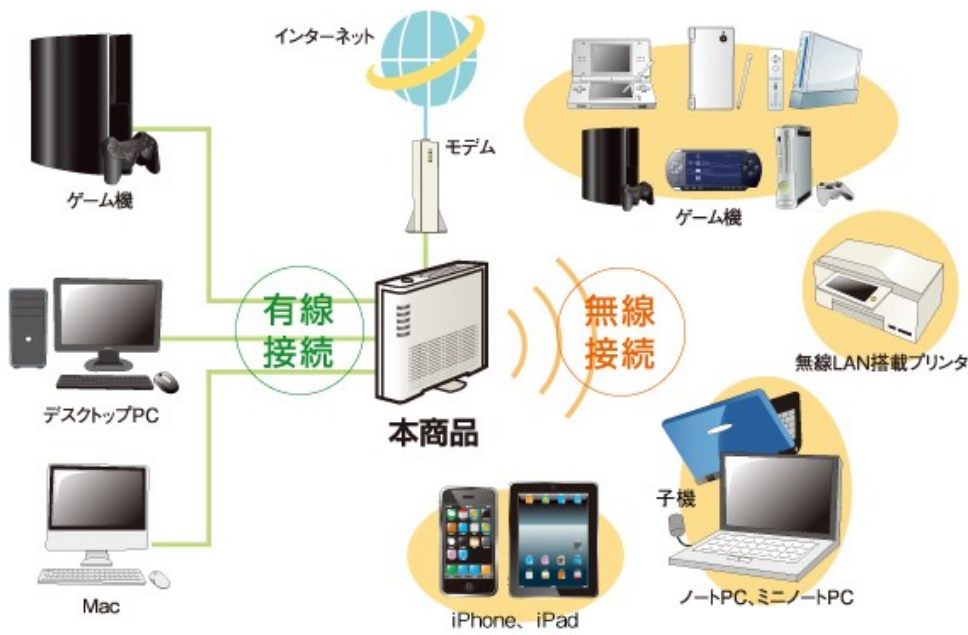 インターネット
モデム
ゲーム機
ゲーム機
有線
接続
無線
接続
無線LAN搭載プリンタ
デスクトップPC
本商品
子機
Mac
iPhone、iPad
ノートPC、ミニノートPC